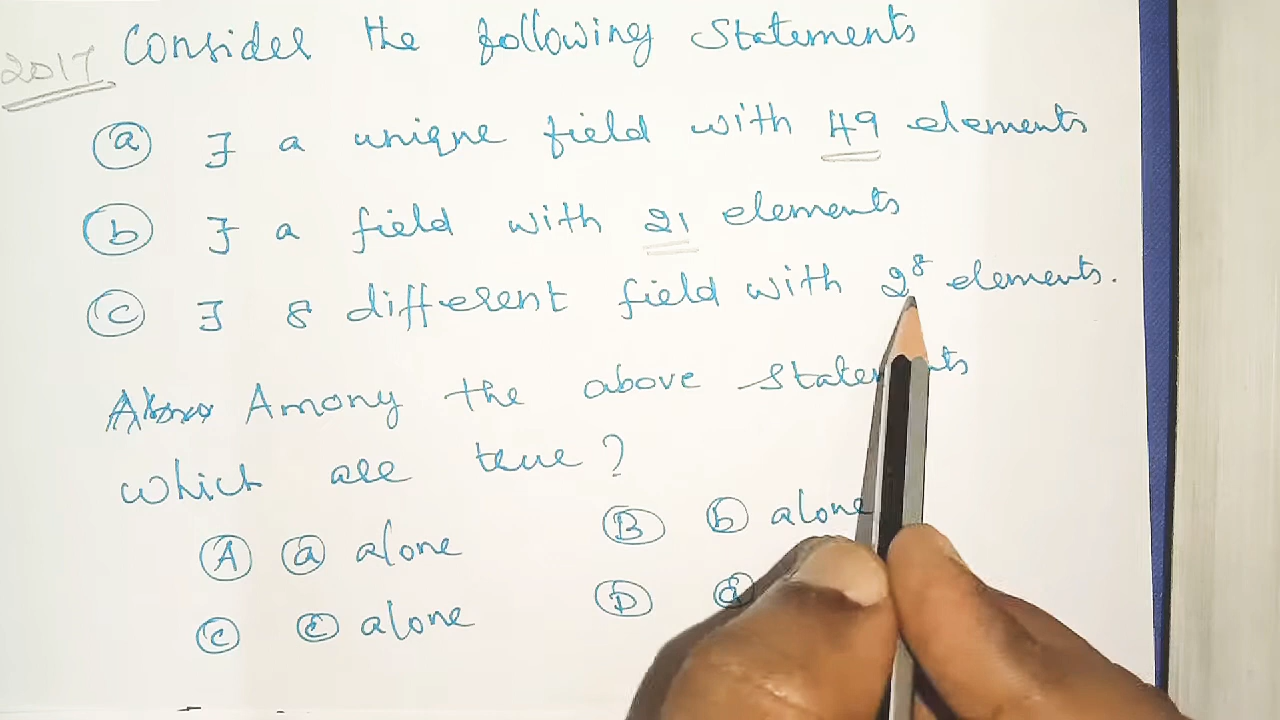 2017 Consider the following Statements
ⓐ ∃ a unique field with 49 elements
ⓑ ∃ a field with 21 elements
ⓒ ∃ 8 different field with 2⁸ elements.
Among the above
which are true?
Ⓐ ⓐ alone Ⓑ ⓑ alone
Ⓒ ⓒ alone Ⓓ